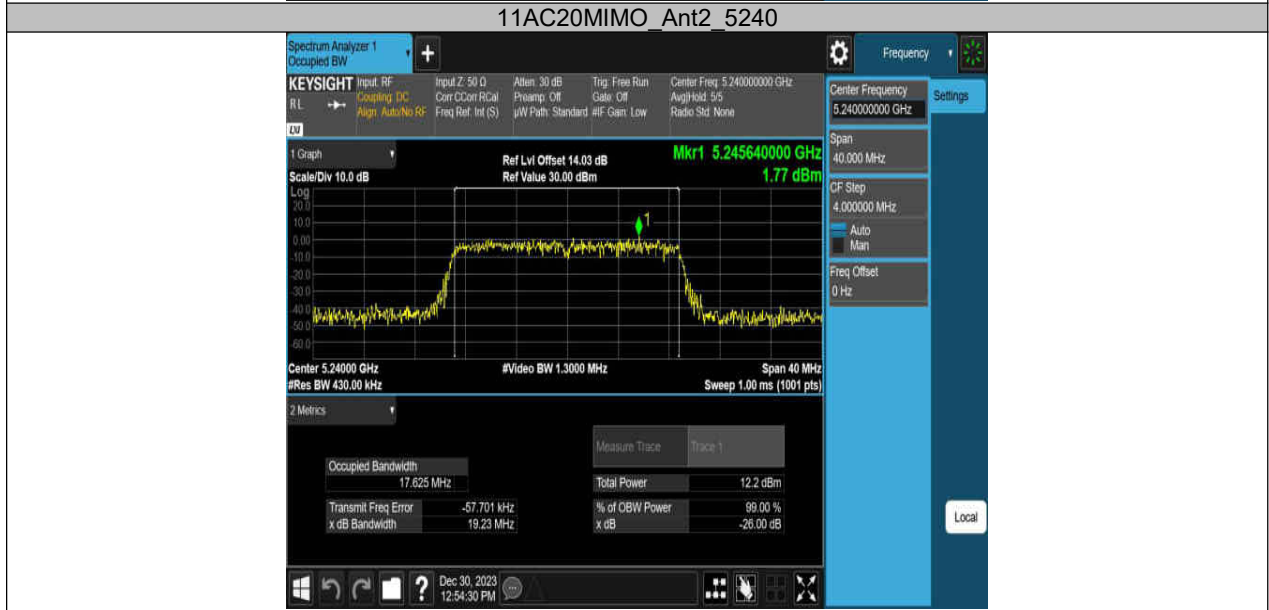 11AC20MIMO_Ant2_5240
Spectrum Analyzer 1
Occupied BW
+
Frequency
KEYSIGHT
RL
LXI
Input: RF
Coupling: DC
Align: Auto/No RF
Input Z: 50 Ω
Corr CCorr RCal
Freq Ref: Int (S)
Atten: 30 dB
Preamp: Off
µW Path: Standard
Trig: Free Run
Gate: Off
#IF Gain: Low
Center Freq: 5.240000000 GHz
Avg|Hold: 5/5
Radio Std: None
Center Frequency
5.240000000 GHz
Settings
Span
40.000 MHz
CF Step
4.000000 MHz
Auto
Man
Freq Offset
0 Hz
1 Graph
Scale/Div 10.0 dB
Ref Lvl Offset 14.03 dB
Ref Value 30.00 dBm
Mkr1 5.245640000 GHz
1.77 dBm
Log
20.0
10.0
0.00
-10.0
-20.0
-30.0
-40.0
-50.0
-60.0
1
Center 5.24000 GHz
#Res BW 430.00 kHz
#Video BW 1.3000 MHz
Span 40 MHz
Sweep 1.00 ms (1001 pts)
2 Metrics
Measure Trace Trace 1
Occupied Bandwidth
17.625 MHz
Total Power 12.2 dBm
Transmit Freq Error -57.701 kHz
% of OBW Power 99.00 %
x dB Bandwidth 19.23 MHz
x dB -26.00 dB
Local
?
Dec 30, 2023
12:54:30 PM